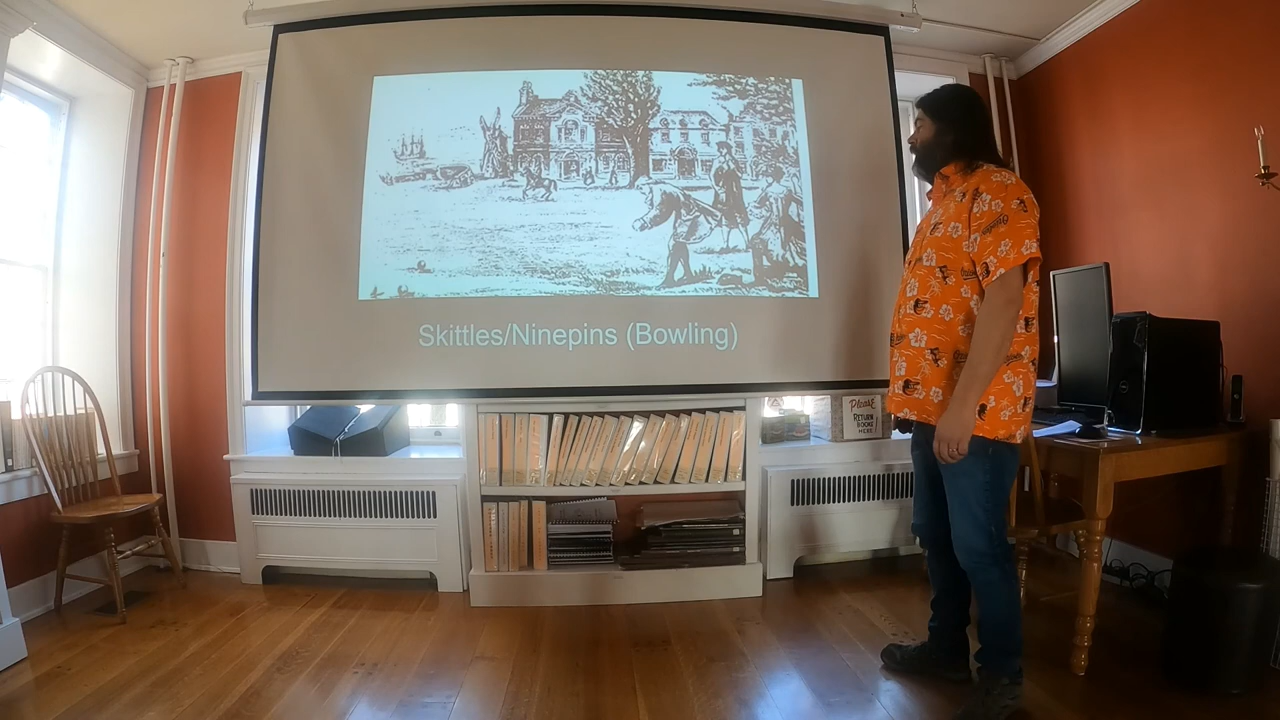 Skittles/Ninepins (Bowling)
Please
RETURN
BOOKS
HERE!